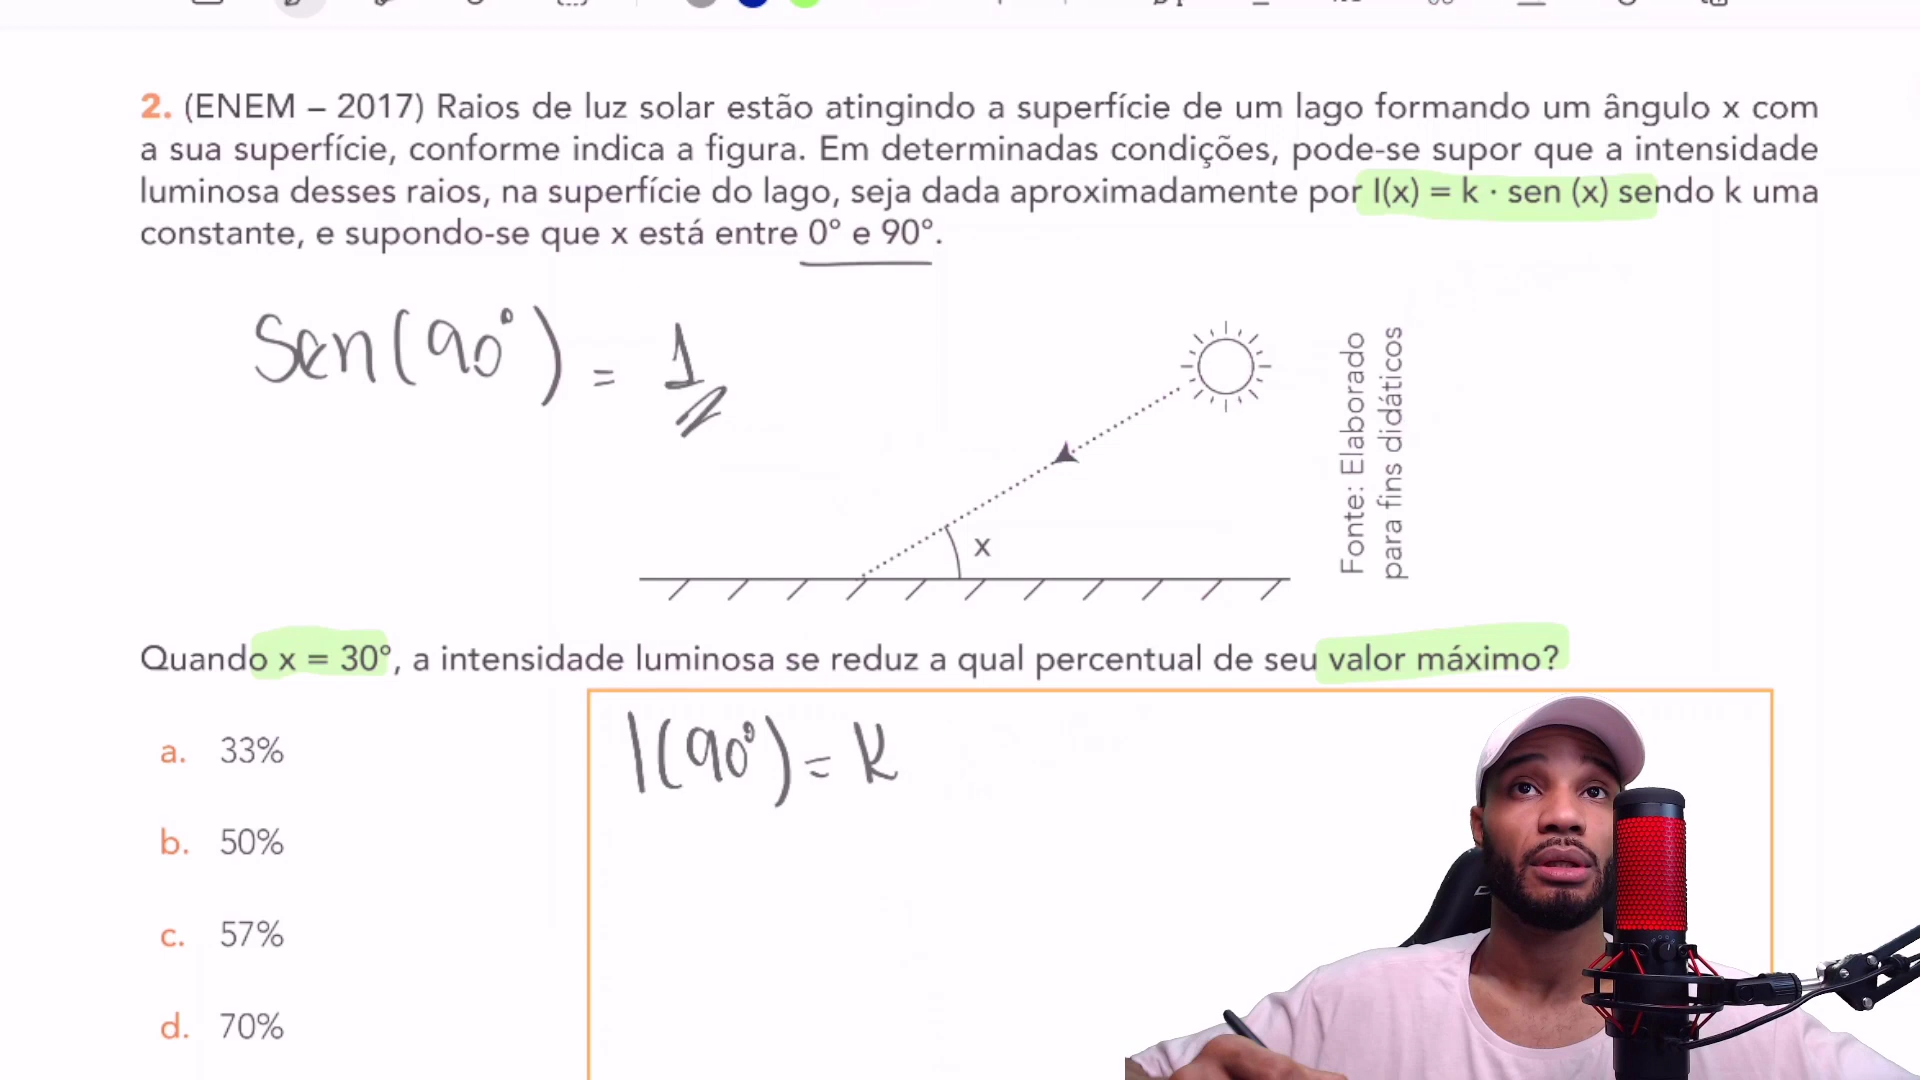 2. (ENEM – 2017) Raios de luz solar estão atingindo a superfície de um lago formando um ângulo x com
a sua superfície, conforme indica a figura. Em determinadas condições, pode-se supor que a intensidade
luminosa desses raios, na superfície do lago, seja dada aproximadamente por I(x) = k · sen (x) sendo k uma
constante, e supondo-se que x está entre 0° e 90°.
Sen(90°) = 1
x
Fonte: Elaborado
para fins didáticos
Quando x = 30°, a intensidade luminosa se reduz a qual percentual de seu valor máximo?
I(90°) = k
a. 33%
b. 50%
c. 57%
d. 70%